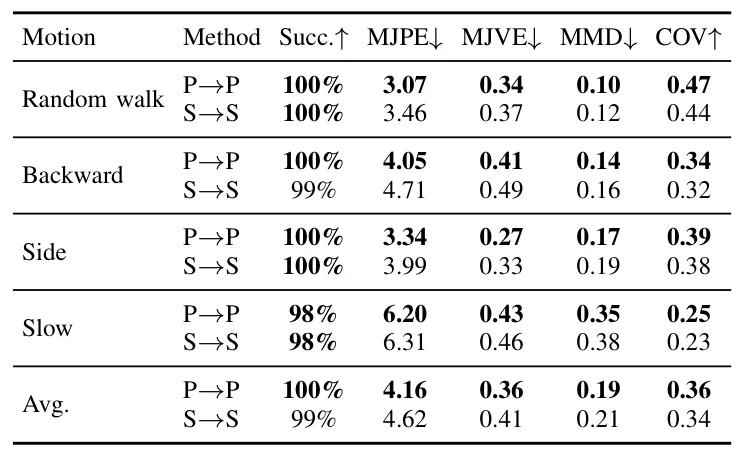 Motion Method Succ.↑ MJPE↓ MJVE↓ MMD↓ COV↑
Random walk P→P 100% 3.07 0.34 0.10 0.47
S→S 100% 3.46 0.37 0.12 0.44
Backward P→P 100% 4.05 0.41 0.14 0.34
S→S 99% 4.71 0.49 0.16 0.32
Side P→P 100% 3.34 0.27 0.17 0.39
S→S 100% 3.99 0.33 0.19 0.38
Slow P→P 98% 6.20 0.43 0.35 0.25
S→S 98% 6.31 0.46 0.38 0.23
Avg. P→P 100% 4.16 0.36 0.19 0.36
S→S 99% 4.62 0.41 0.21 0.34